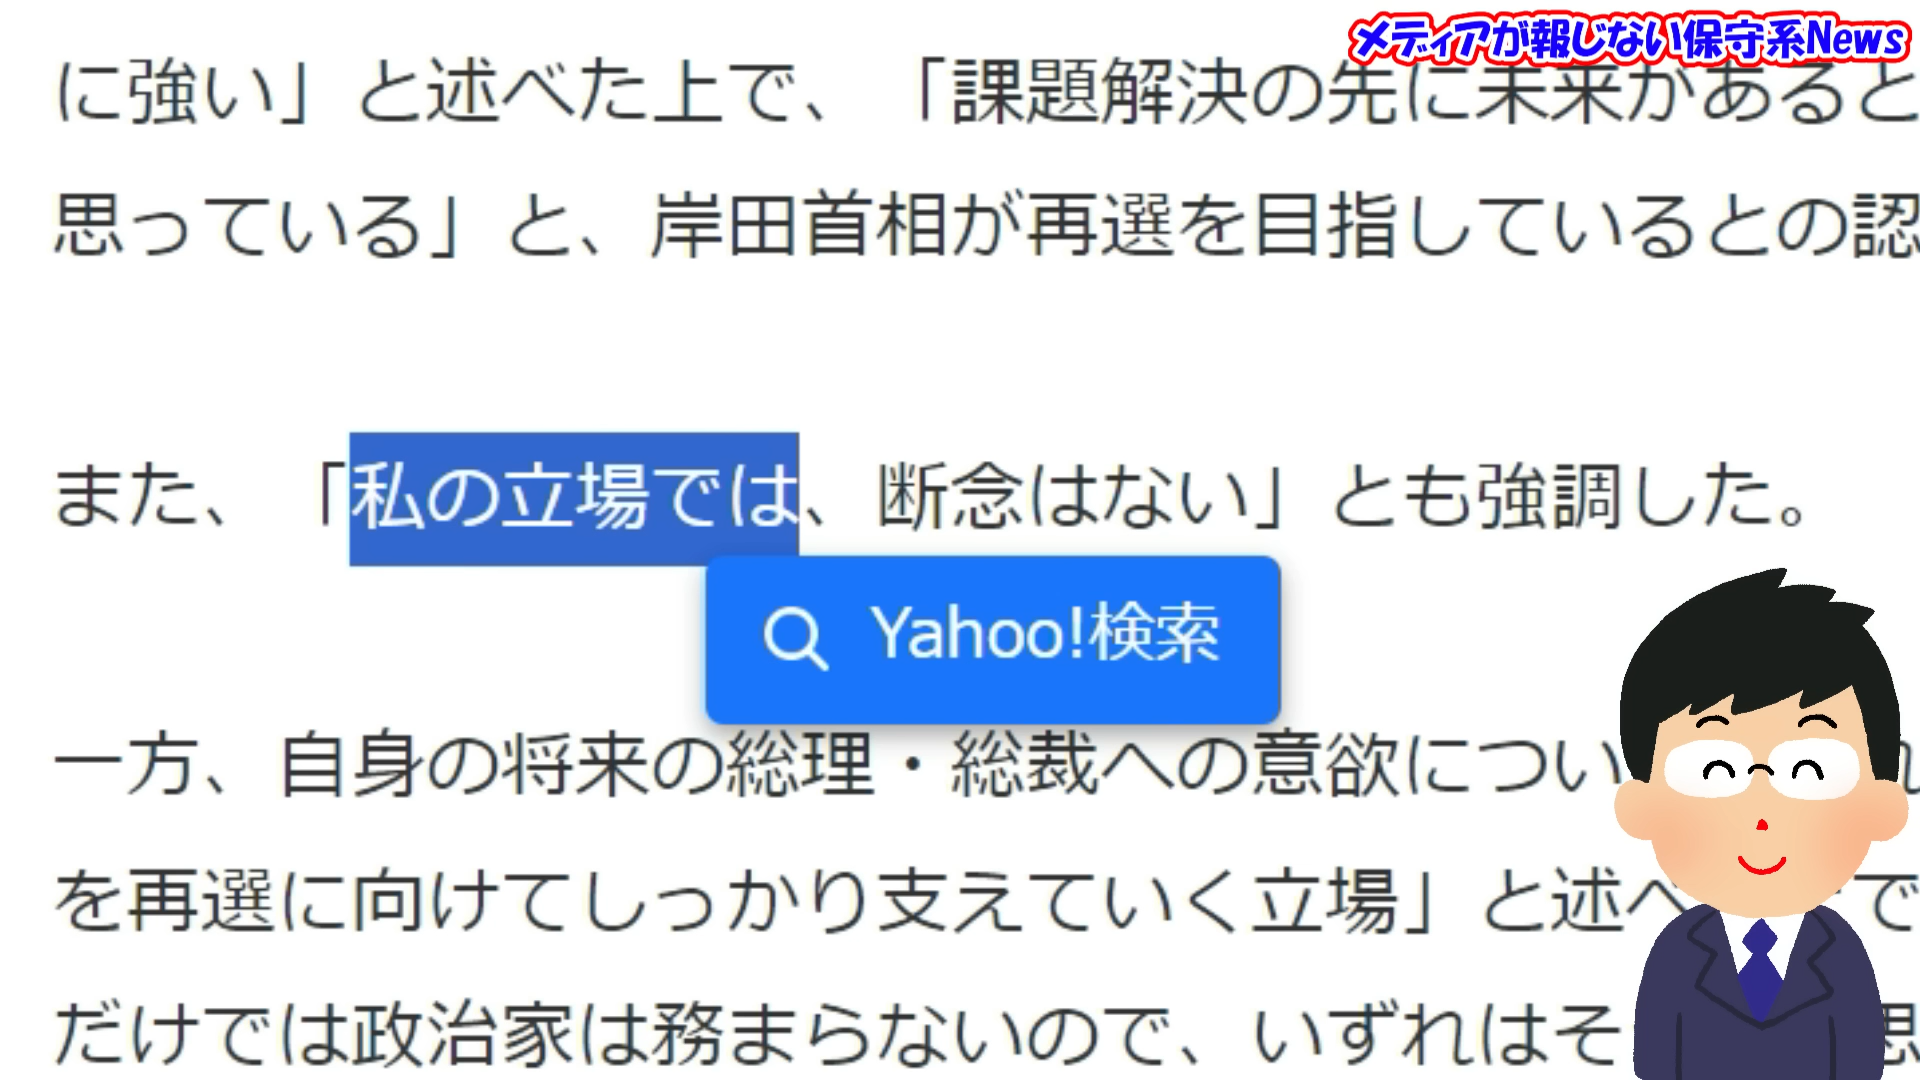 メディアが報じない保守系News
に強い」と述べた上で、「課題解決の先に未来があると
思っている」と、岸田首相が再選を目指しているとの認
また、「私の立場では、断念はない」とも強調した。
Yahoo!検索
一方、自身の将来の総理・総裁への意欲につい
を再選に向けてしっかり支えていく立場」と述べ
で
だけでは政治家は務まらないので、いずれはそ
思